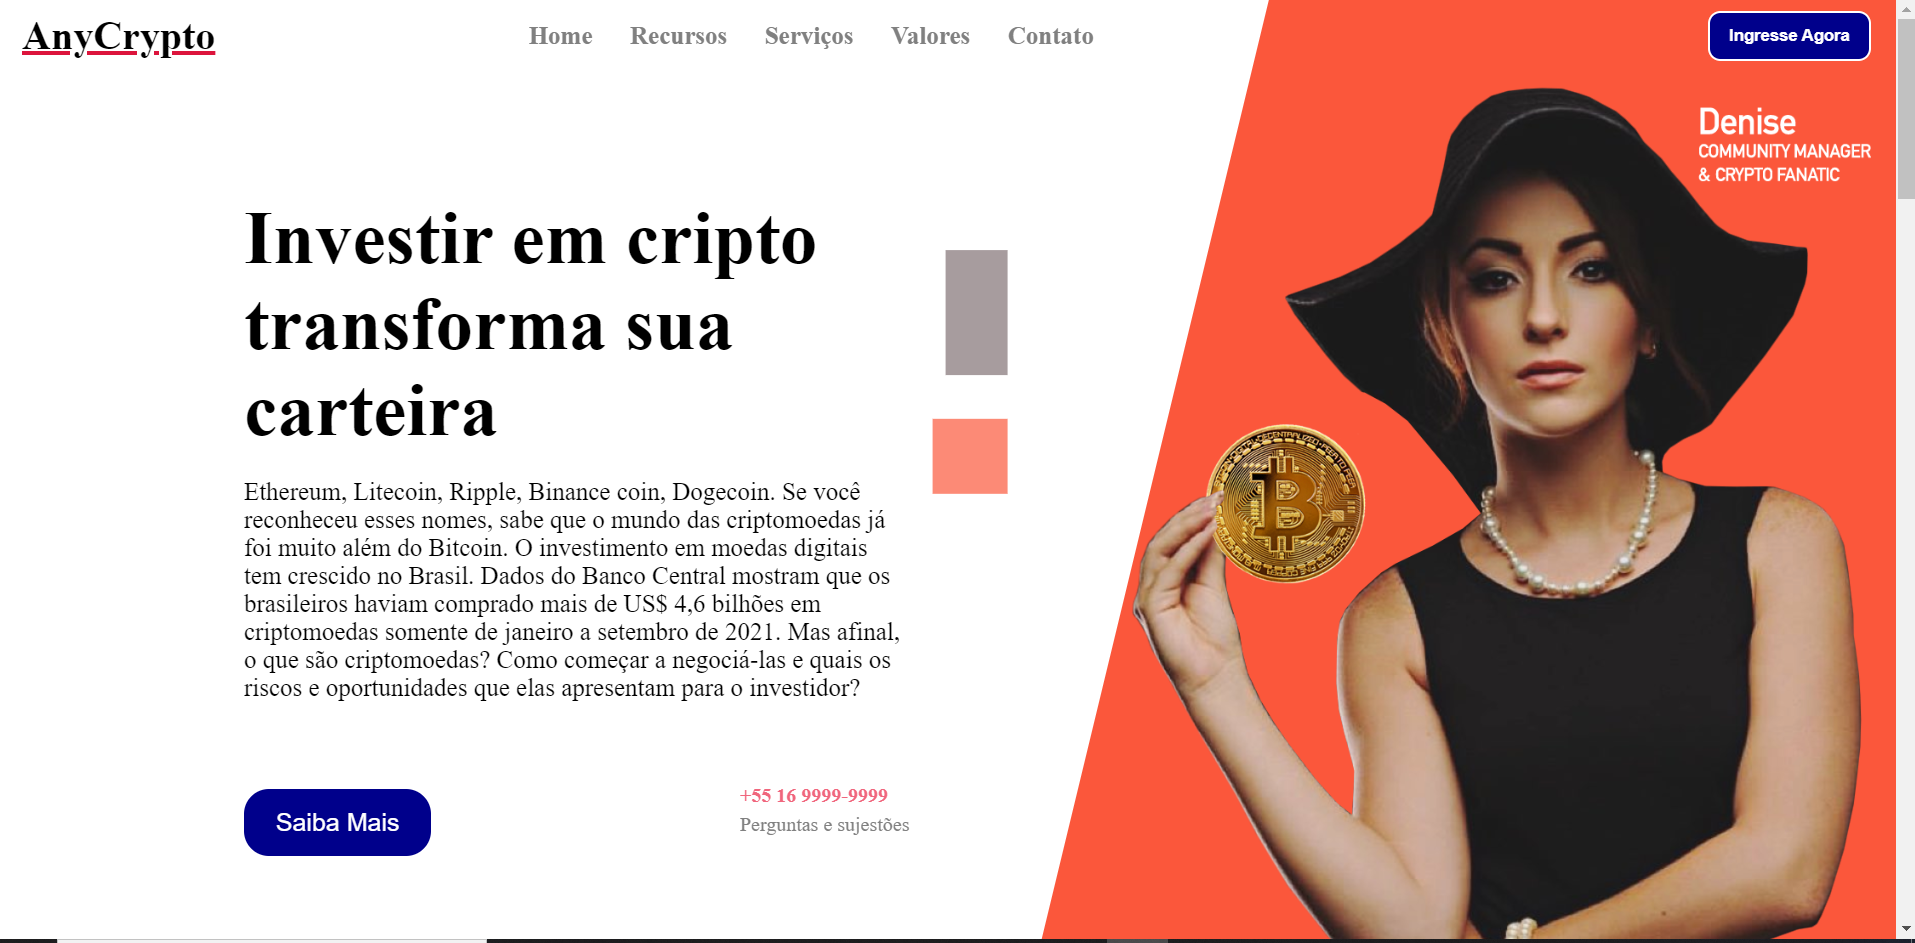 AnyCrypto
Home Recursos Serviços Valores Contato
Ingresse Agora
Denise
COMMUNITY MANAGER
& CRYPTO FANATIC
Investir em cripto
transforma sua
carteira
Ethereum, Litecoin, Ripple, Binance coin, Dogecoin. Se você
reconheceu esses nomes, sabe que o mundo das criptomoedas já
foi muito além do Bitcoin. O investimento em moedas digitais
tem crescido no Brasil. Dados do Banco Central mostram que os
brasileiros haviam comprado mais de US$ 4,6 bilhões em
criptomoedas somente de janeiro a setembro de 2021. Mas afinal,
o que são criptomoedas? Como começar a negociá-las e quais os
riscos e oportunidades que elas apresentam para o investidor?
Saiba Mais
+55 16 9999-9999
Perguntas e sujestões
DECENTRALIZED